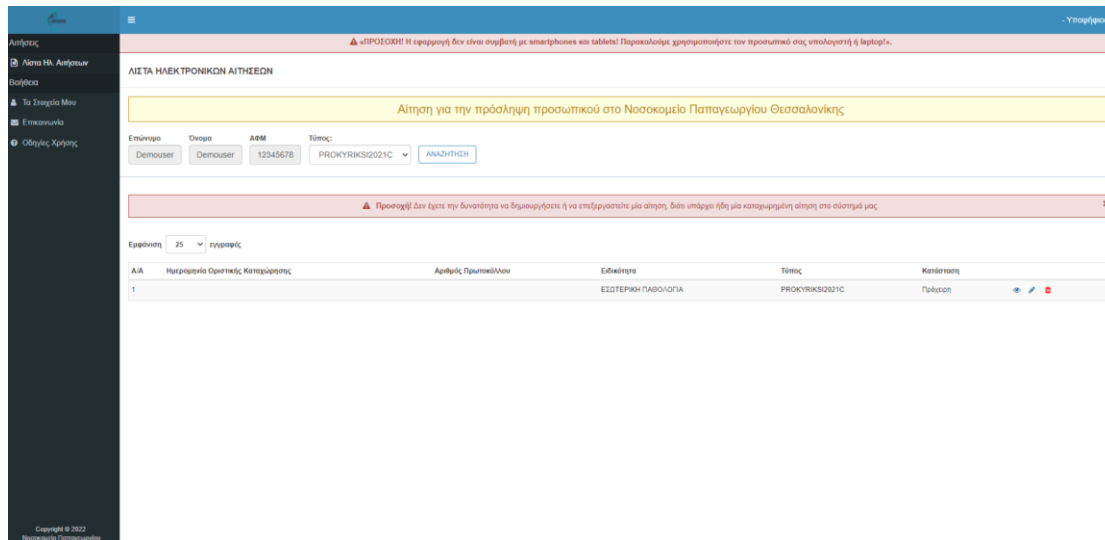 - Υποψήφιο
Αιτήσεις
Λίστα Ηλ. Αιτήσεων
Βοήθεια
Τα Στοιχεία Μου
Επικοινωνία
Οδηγίες Χρήσης
«ΠΡΟΣΟΧΗ! Η εφαρμογή δεν είναι συμβατή με smartphones και tablets! Παρακαλούμε χρησιμοποιήστε τον προσωπικό σας υπολογιστή ή laptop!».
ΛΙΣΤΑ ΗΛΕΚΤΡΟΝΙΚΩΝ ΑΙΤΗΣΕΩΝ
Αίτηση για την πρόσληψη προσωπικού στο Νοσοκομείο Παπαγεωργίου Θεσσαλονίκης
Επώνυμο Όνομα ΑΦΜ Τύπος:
Demouser Demouser 12345678 PROKYRIKSI2021C ΑΝΑΖΗΤΗΣΗ
Προσοχή! Δεν έχετε την δυνατότητα να δημιουργήσετε ή να επεξεργαστείτε μία αίτηση, διότι υπάρχει ήδη μία καταχωρημένη αίτηση στο σύστημά μας.
Εμφάνιση 25 εγγραφές
Α/Α Ημερομηνία Οριστικής Καταχώρησης Αριθμός Πρωτοκόλλου Ειδικότητα Τύπος Κατάσταση
1 ΕΣΩΤΕΡΙΚΗ ΠΑΘΟΛΟΓΙΑ PROKYRIKSI2021C Πρόχειρη
Copyright © 2022
Νοσοκομείο Παπαγεωργίου